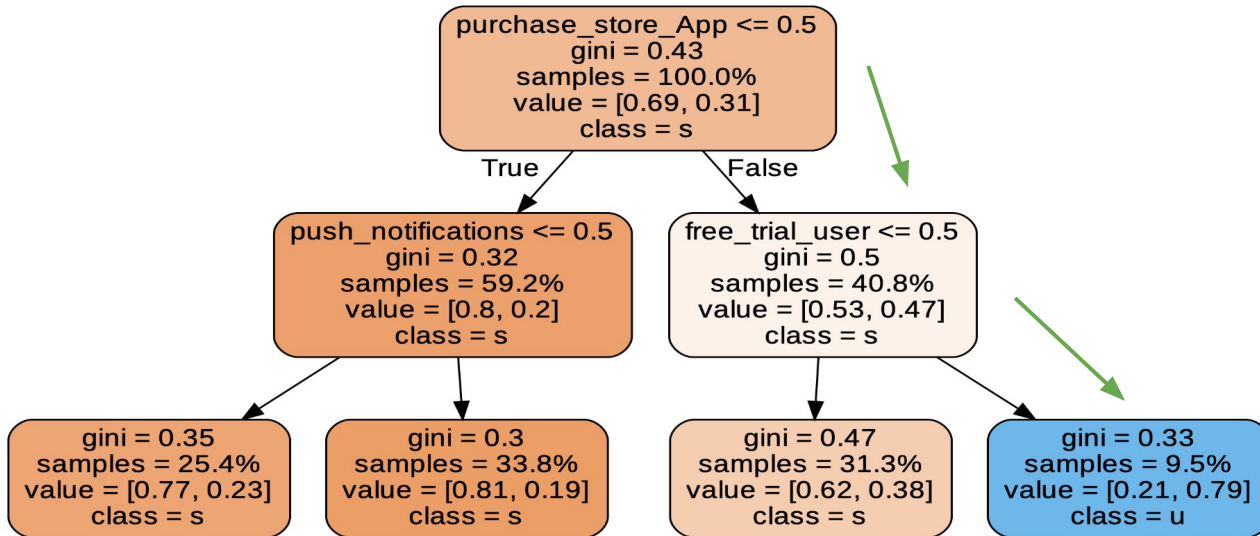 purchase_store_App <= 0.5
gini = 0.43
samples = 100.0%
value = [0.69, 0.31]
class = s
True
False
push_notifications <= 0.5
gini = 0.32
samples = 59.2%
value = [0.8, 0.2]
class = s
free_trial_user <= 0.5
gini = 0.5
samples = 40.8%
value = [0.53, 0.47]
class = s
gini = 0.35
samples = 25.4%
value = [0.77, 0.23]
class = s
gini = 0.3
samples = 33.8%
value = [0.81, 0.19]
class = s
gini = 0.47
samples = 31.3%
value = [0.62, 0.38]
class = s
gini = 0.33
samples = 9.5%
value = [0.21, 0.79]
class = u